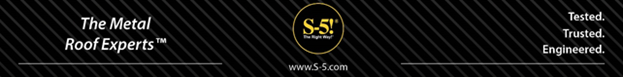 The Metal
Roof Experts™
S-5!®
The Right Way!®
www.S-5.com
Tested.
Trusted.
Engineered.